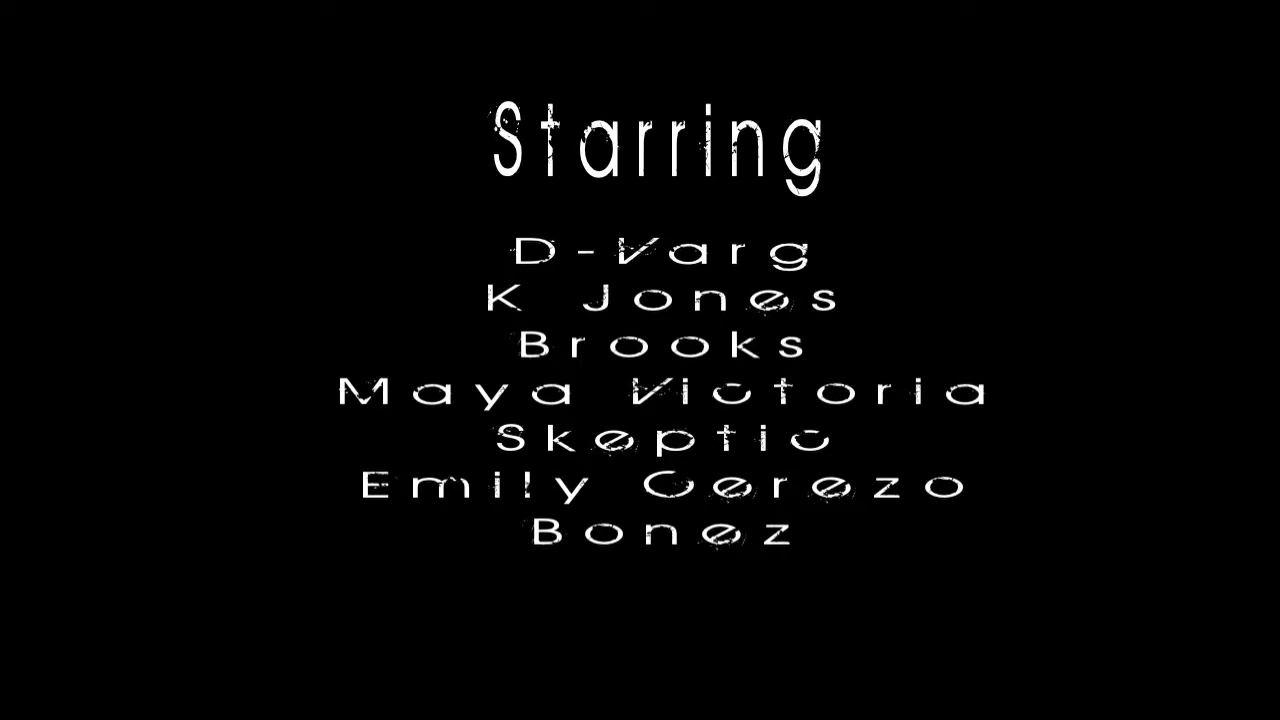 Starring
D-Varg
K Jones
Brooks
Maya Victoria
Skeptic
Emily Cerezo
Bonez